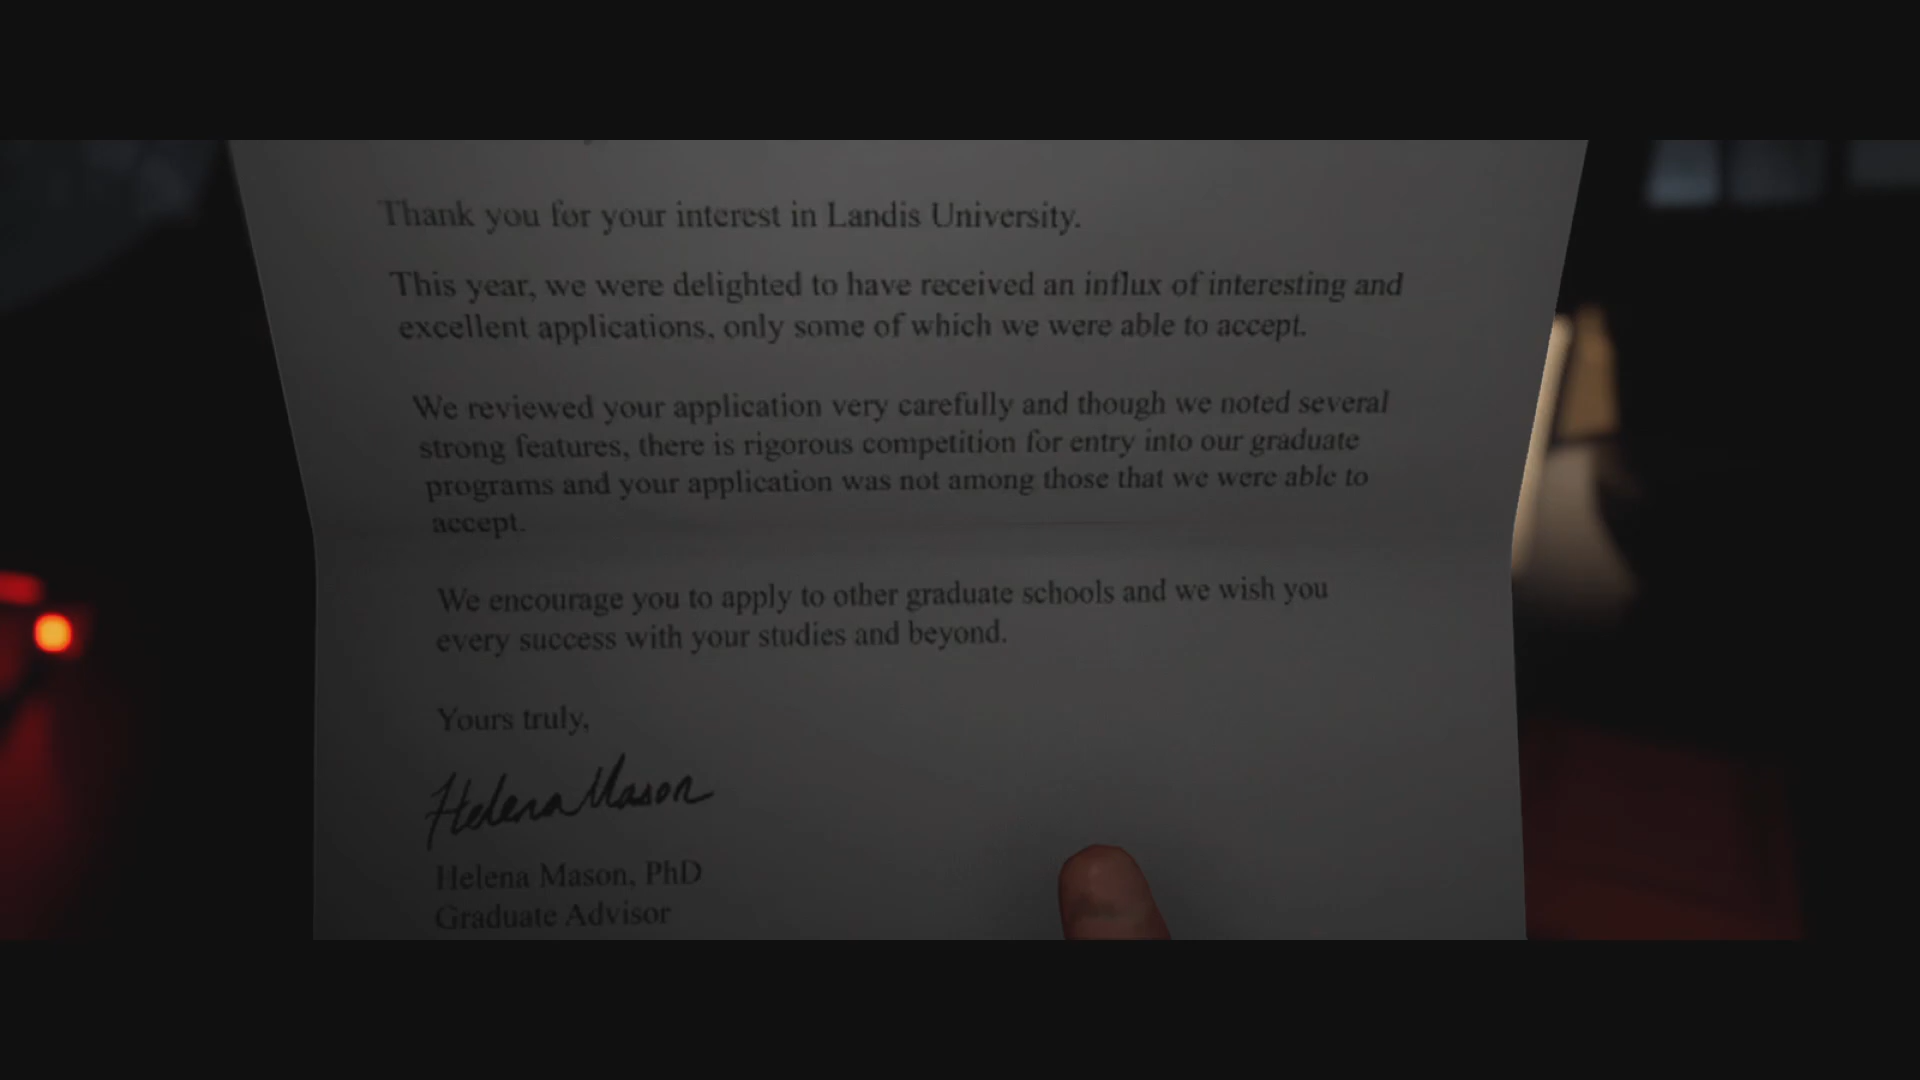 Thank you for your interest in Landis University.
This year, we were delighted to have received an influx of interesting and
excellent applications, only some of which we were able to accept.
We reviewed your application very carefully and though we noted several
strong features, there is rigorous competition for entry into our graduate
programs and your application was not among those that we were able to
accept.
We encourage you to apply to other graduate schools and we wish you
every success with your studies and beyond.
Yours truly,
Helena Mason
Helena Mason, PhD
Graduate Advisor